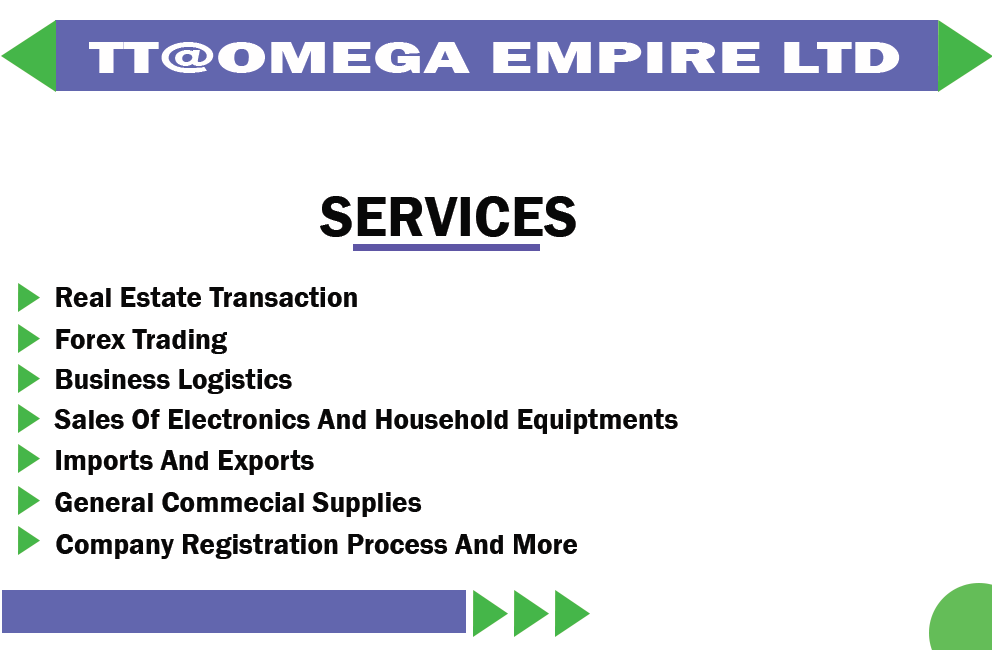 TT@OMEGA EMPIRE LTD
SERVICES
Real Estate Transaction
Forex Trading
Business Logistics
Sales Of Electronics And Household Equiptments
Imports And Exports
General Commecial Supplies
Company Registration Process And More